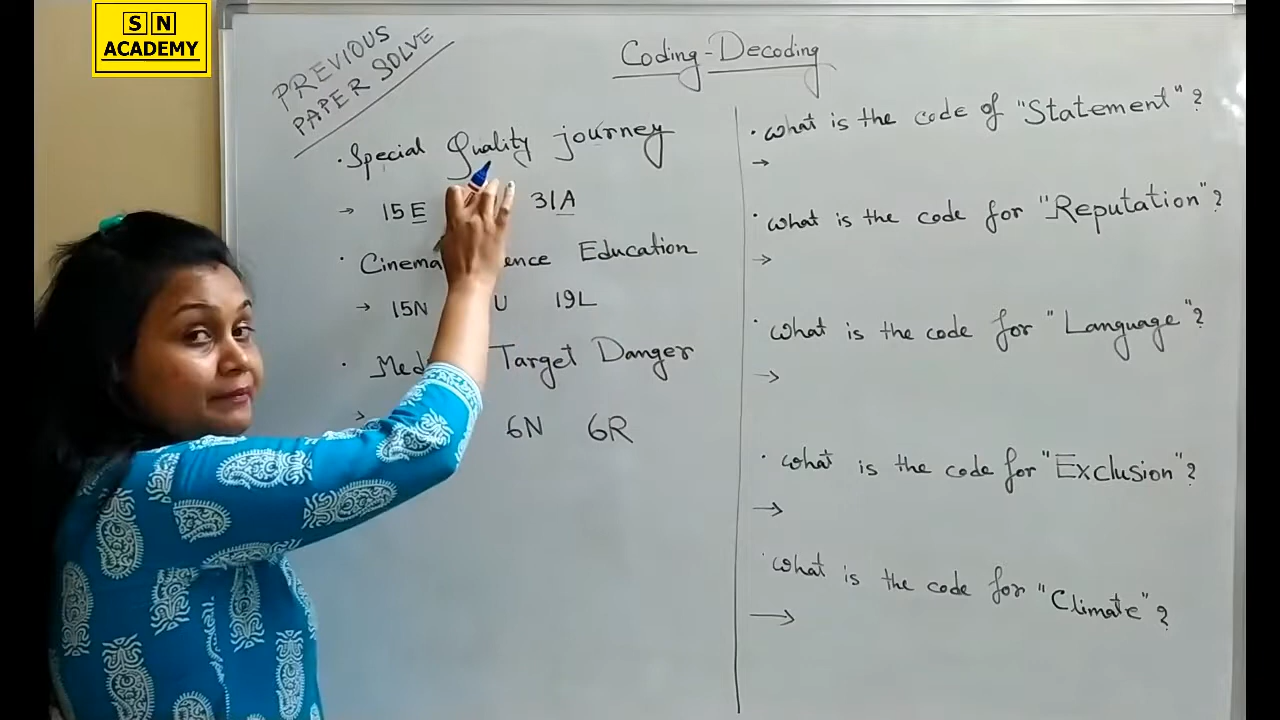 S N
ACADEMY
PREVIOUS
PAPER SOLVE
Coding-Decoding
· Special Quality journey
→ 15E 31A
· Cinema Education
→ 15N U 19L
· Target Danger
→ 6N 6R
· What is the code of "Statement"?
→
· What is the code for "Reputation"?
→
· What is the code for "Language"?
→
· What is the code for "Exclusion"?
→
· What is the code for "Climate"?
→